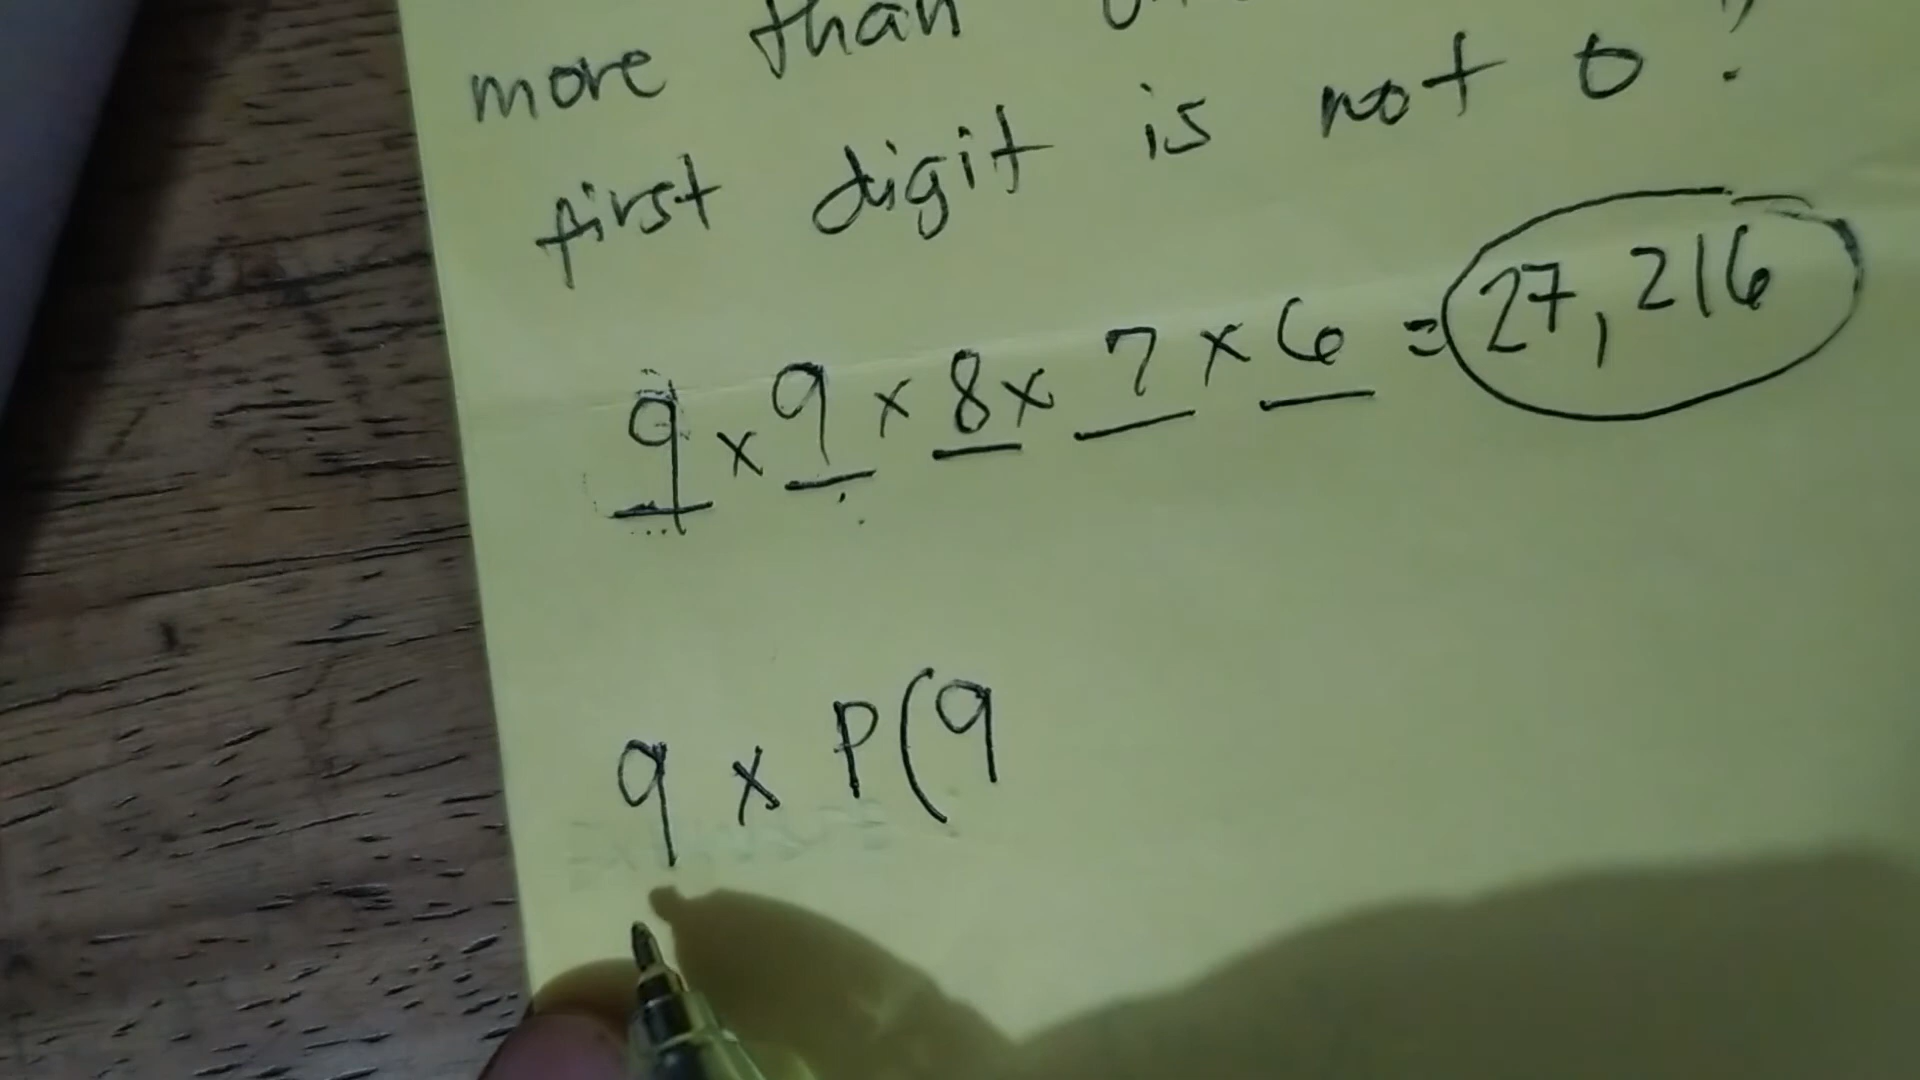 more than
first digit is not 0?
9 x 9 x 8 x 7 x 6 = 27,216
9 x P(9